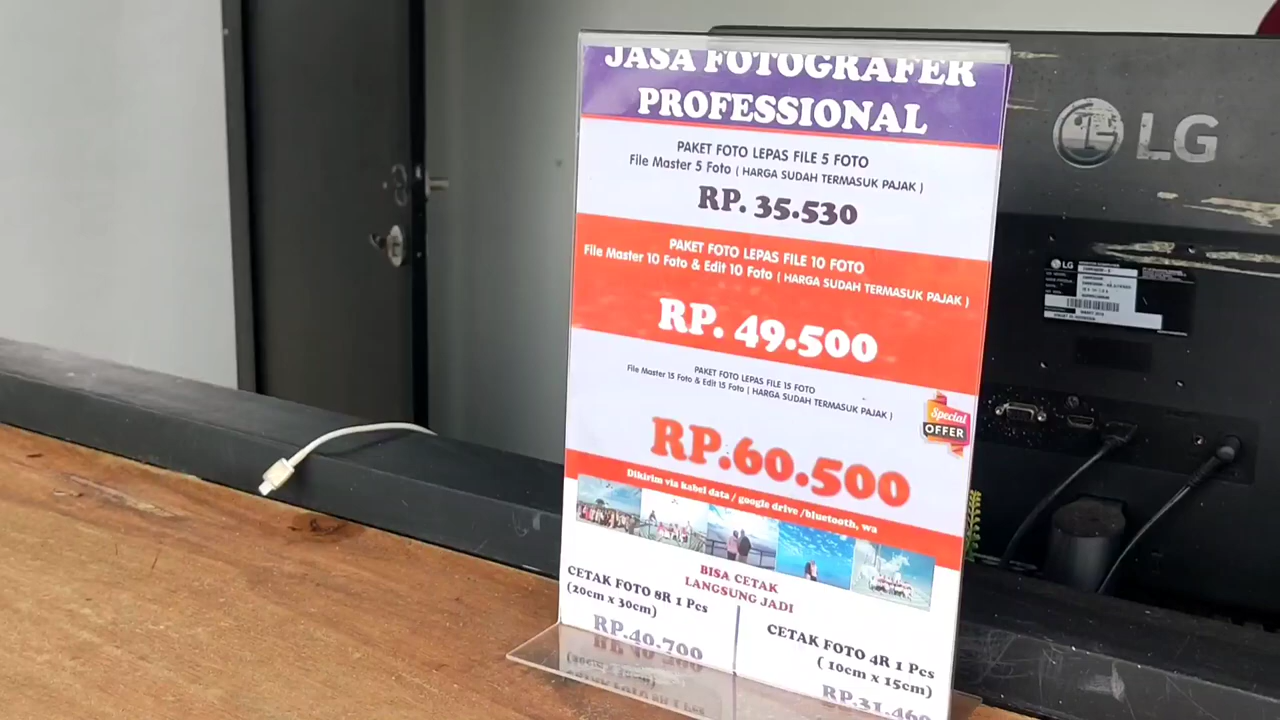 JASA FOTOGRAFER
PROFESSIONAL
PAKET FOTO LEPAS FILE 5 FOTO
File Master 5 Foto ( HARGA SUDAH TERMASUK PAJAK )
RP. 35.530
PAKET FOTO LEPAS FILE 10 FOTO
File Master 10 Foto & Edit 10 Foto ( HARGA SUDAH TERMASUK PAJAK )
RP. 49.500
PAKET FOTO LEPAS FILE 15 FOTO
File Master 15 Foto & Edit 15 Foto ( HARGA SUDAH TERMASUK PAJAK )
Special
OFFER
RP.60.500
Dikirim via kabel data / google drive /bluetooth, wa
BISA CETAK
LANGSUNG JADI
CETAK FOTO 8R 1 Pcs
(20cm x 30cm)
RP.40.700
CETAK FOTO 4R 1 Pcs
( 10cm x 15cm)
RP.31.460
LG
LG